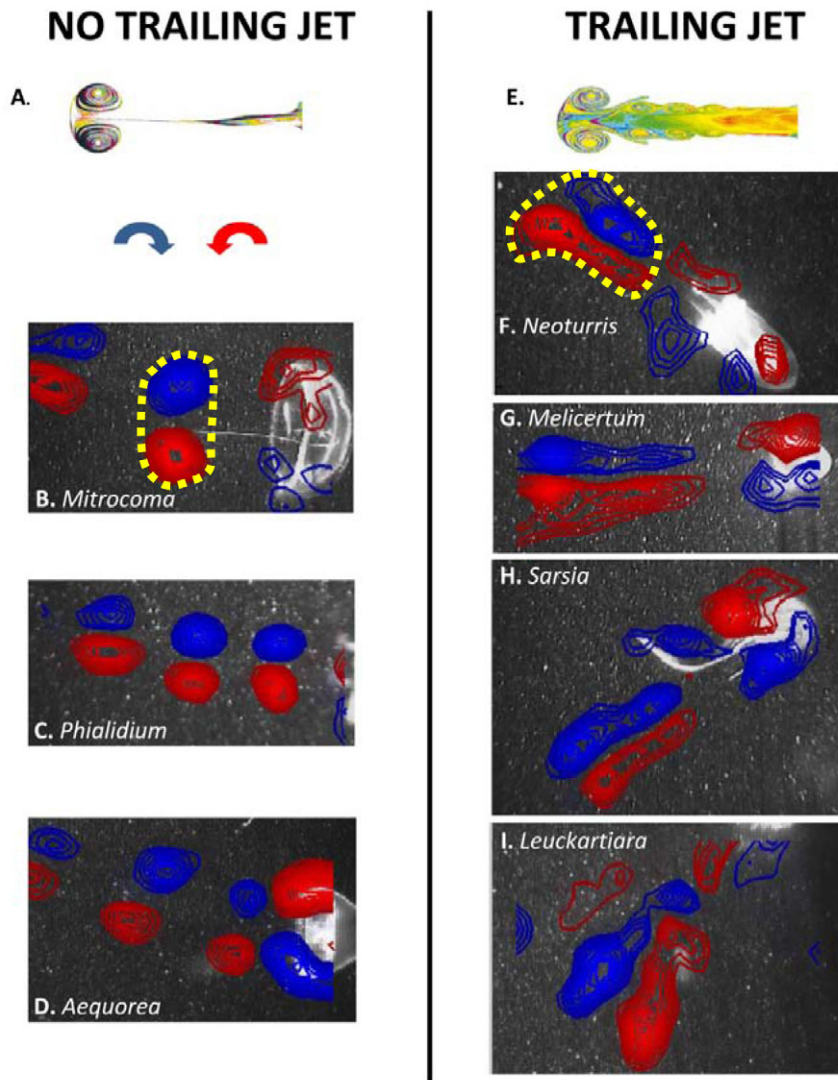 NO TRAILING JET
TRAILING JET
A.
E.
F. Neoturris
B. Mitrocoma
G. Melicertum
H. Sarsia
C. Phialidium
I. Leuckartiara
D. Aequorea